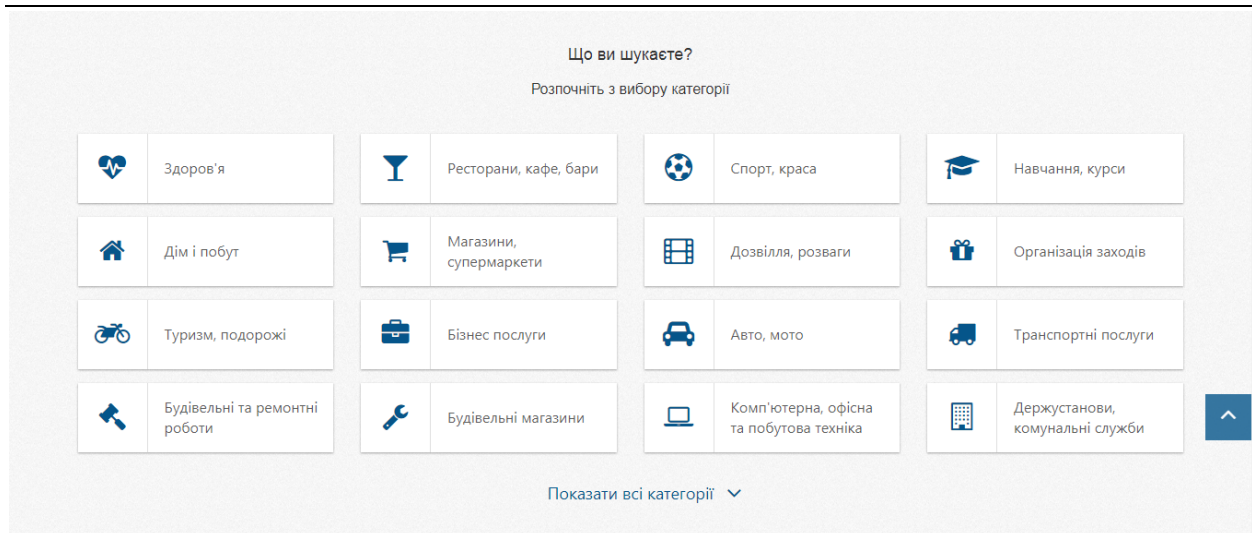 Що ви шукаєте?
Розпочніть з вибору категорії
Здоров'я
Ресторани, кафе, бари
Спорт, краса
Навчання, курси
Дім і побут
Магазини,
супермаркети
Дозвілля, розваги
Організація заходів
Туризм, подорожі
Бізнес послуги
Авто, мото
Транспортні послуги
Будівельні та ремонтні
роботи
Будівельні магазини
Комп'ютерна, офісна
та побутова техніка
Держустанови,
комунальні служби
Показати всі категорії